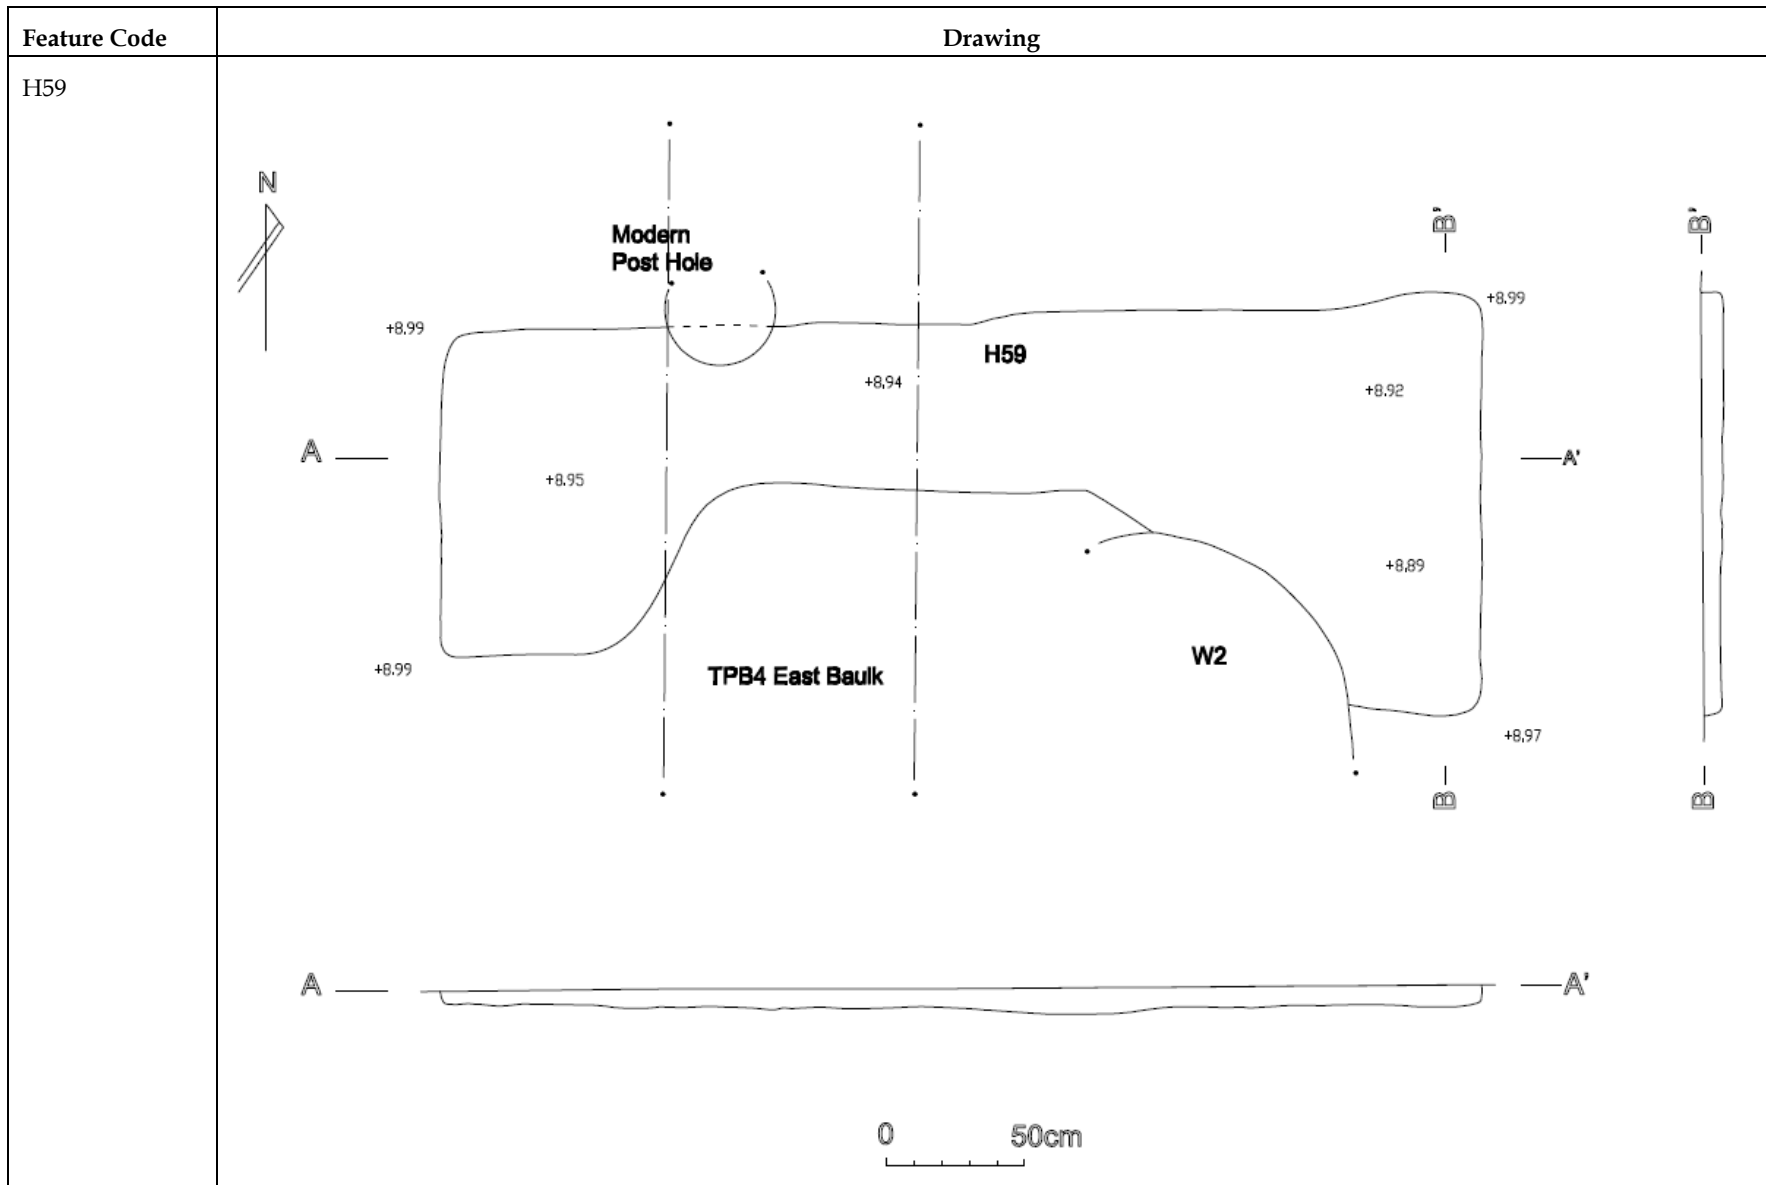 Feature Code
Drawing
H59
N
Modern
Post Hole
B'
B'
+8.99
+8.99
H59
+8.94
+8.92
A
A'
+8.95
+8.89
W2
+8.99
TPB4 East Baulk
+8.97
B
B
A
A'
0 50cm